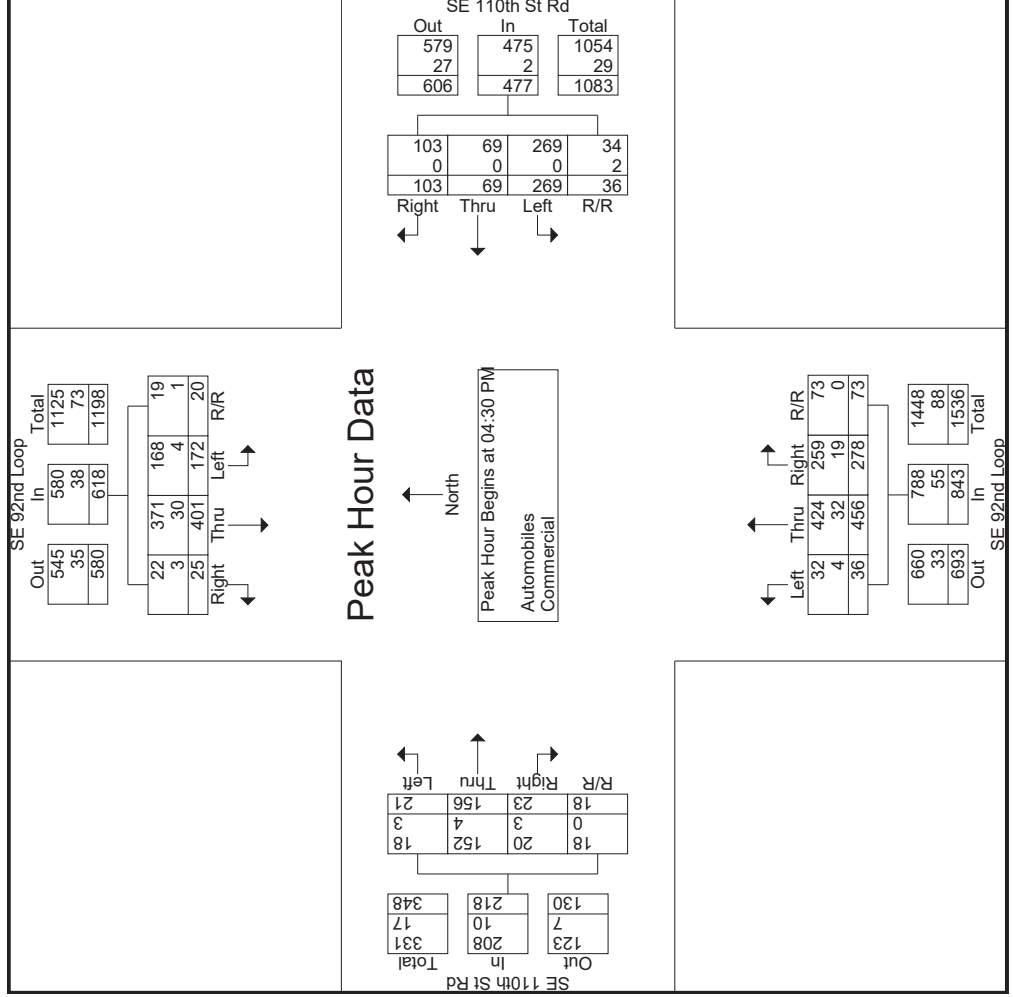 SE 110th St Rd
Out In Total
579 475 1054
27 2 29
606 477 1083
103 69 269 34
0 0 0 2
103 69 269 36
Right Thru Left R/R
SE 92nd Loop
Out In Total
545 580 1125
35 38 73
580 618 1198
22 371 168 19
3 30 4 1
25 401 172 20
Right Thru Left R/R
Peak Hour Data
North
Peak Hour Begins at 04:30 PM
Automobiles
Commercial
Left Thru Right R/R
32 424 259 73
4 32 19 0
36 456 278 73
660 788 1448
33 55 88
693 843 1536
Out In Total
SE 92nd Loop
Left Thru Right R/R
21 156 23 18
3 4 3 0
18 152 20 18
348 218 130
17 10 7
331 208 123
Total In Out
SE 110th St Rd